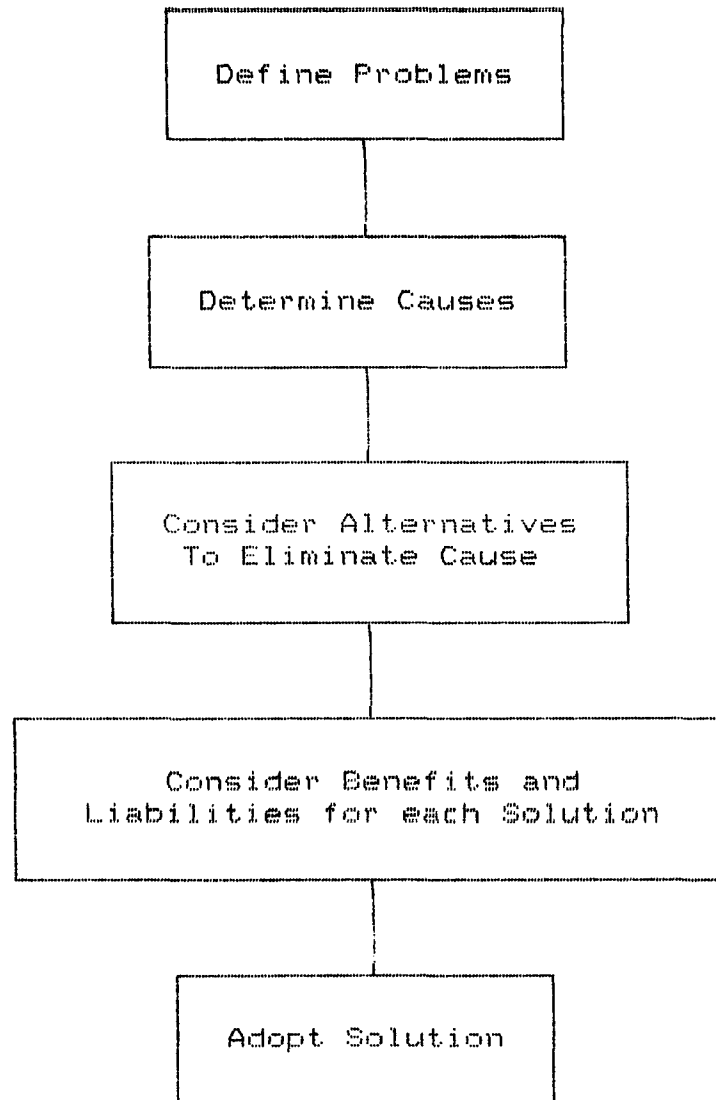 Define Problems
Determine Causes
Consider Alternatives
To Eliminate Cause
Consider Benefits and
Liabilities for each Solution
Adopt Solution